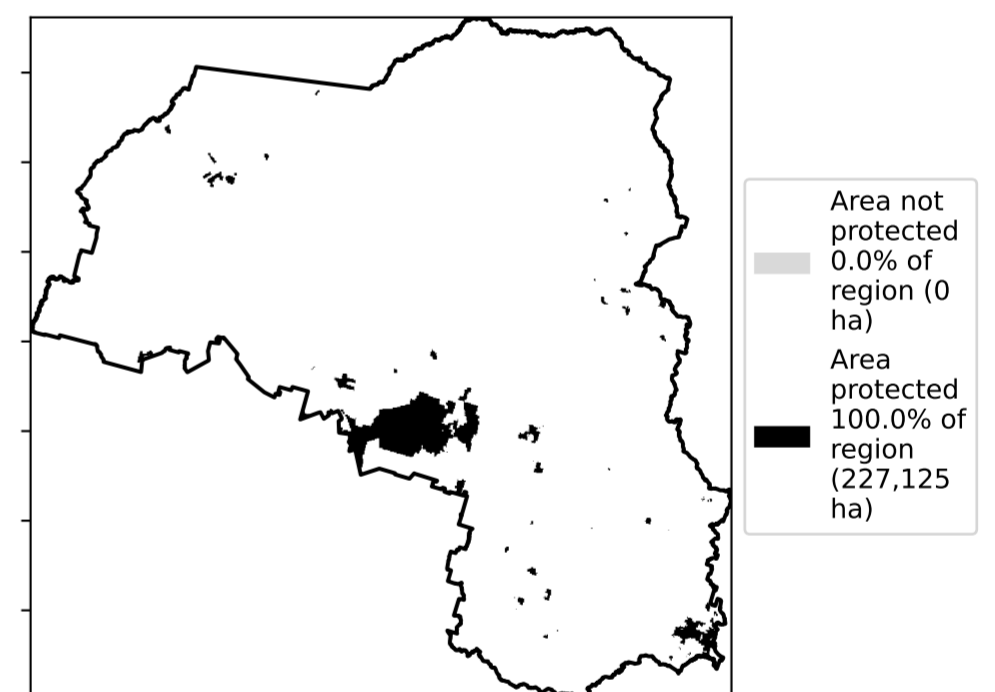 Area not
protected
0.0% of
region (0
ha)
Area
protected
100.0% of
region
(227,125
ha)